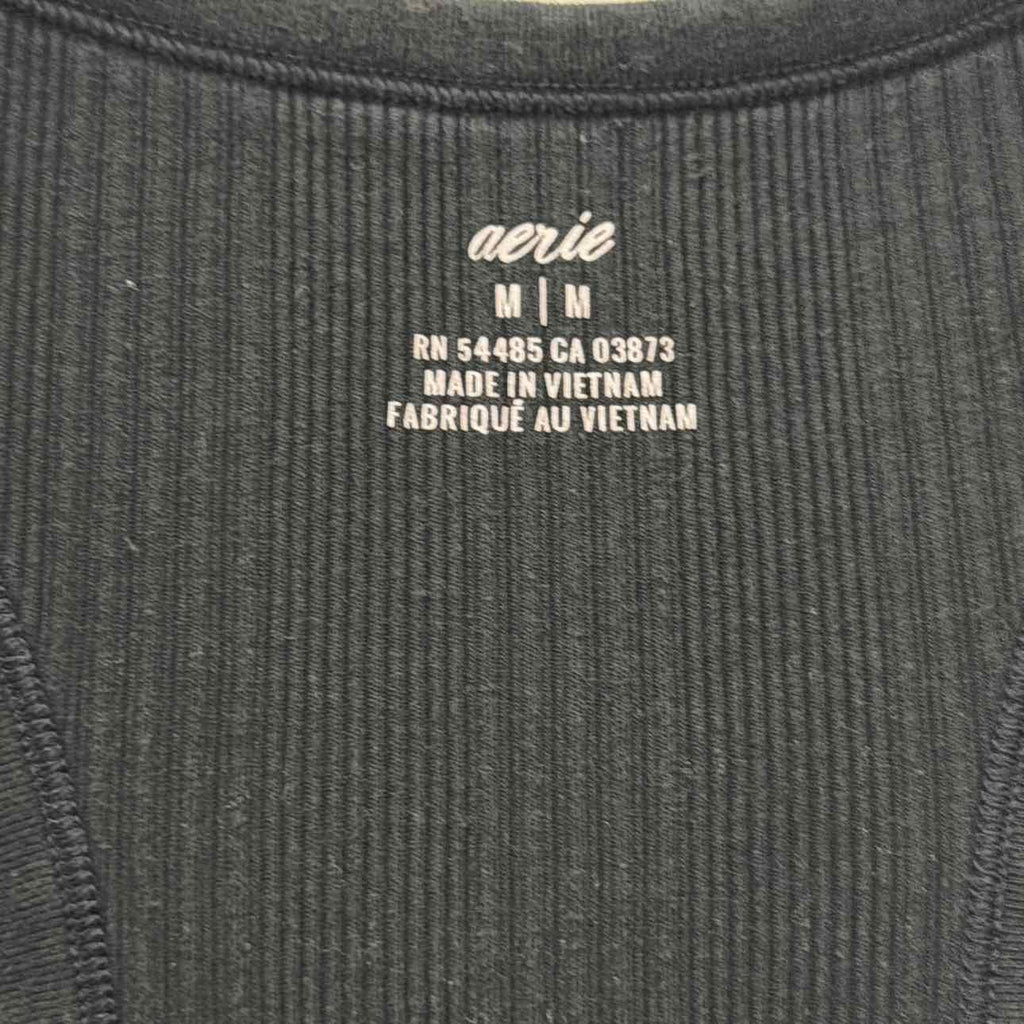 aerie
M | M
RN 54485 CA 03873
MADE IN VIETNAM
FABRIQUÉ AU VIETNAM